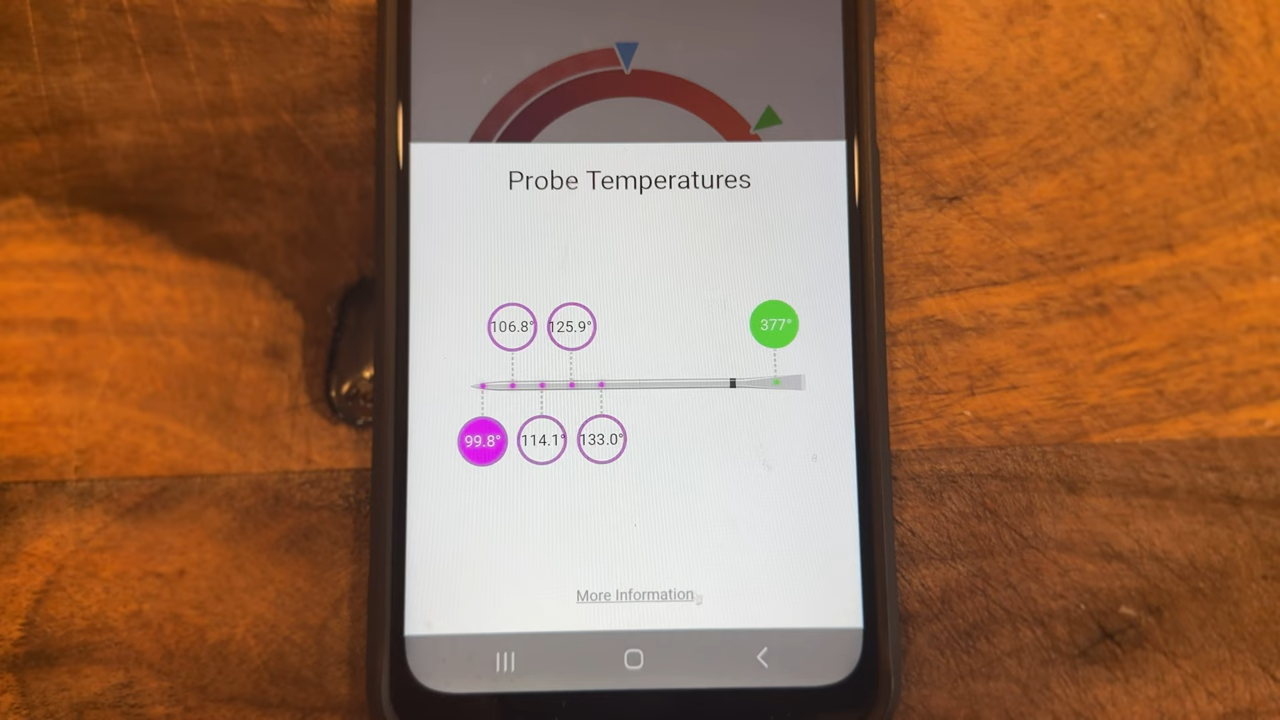 Probe Temperatures
106.8° 125.9° 377°
99.8° 114.1° 133.0°
More Information